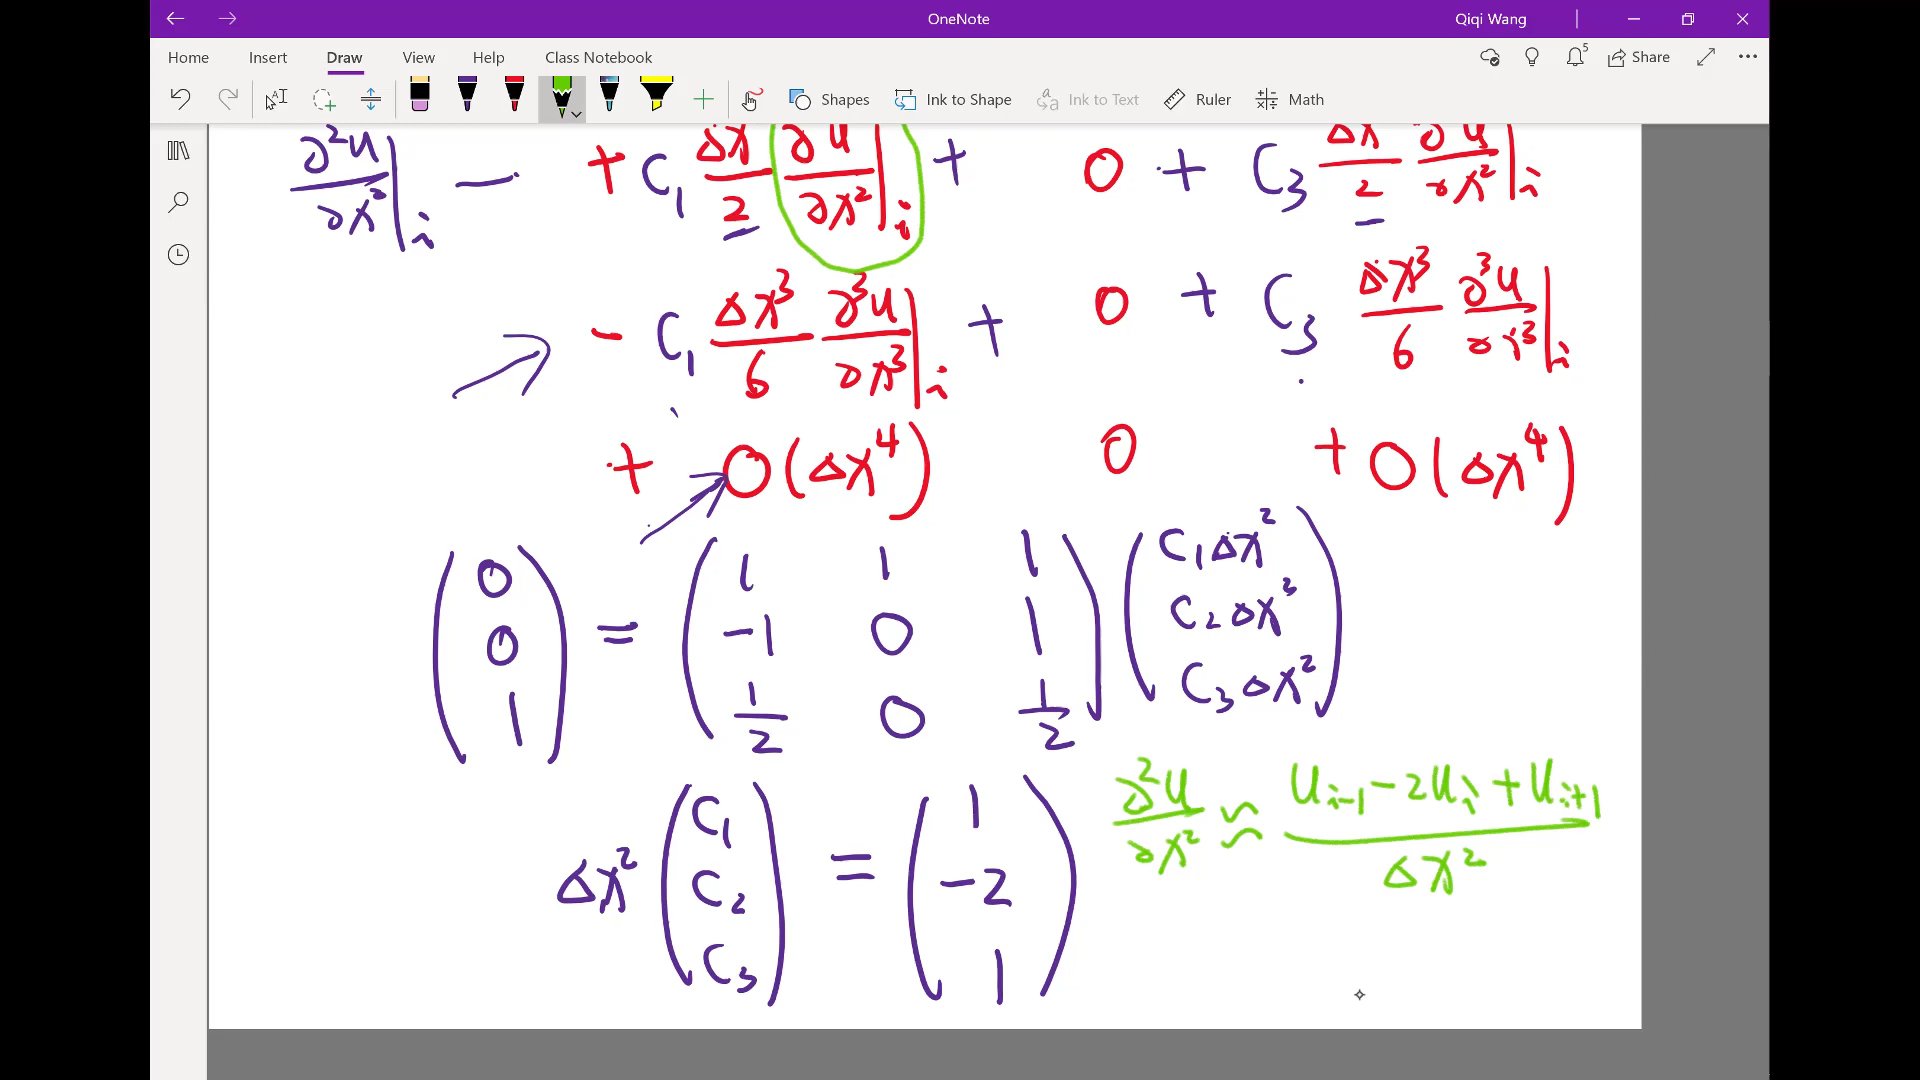 OneNote
Qiqi Wang
Home Insert Draw View Help Class Notebook
5 Share
Shapes Ink to Shape Ink to Text Ruler Math
∂²u/∂x²|ᵢ − + C₁ Δx/2 ∂u/∂x²|ᵢ + 0 + C₃ Δx/2 ∂u/∂x²|ᵢ
− C₁ Δx³/6 ∂³u/∂x³|ᵢ + 0 + C₃ Δx³/6 ∂³u/∂x³|ᵢ
+ O(Δx⁴) 0 + O(Δx⁴)
(0 0 1) = (1 1 1; −1 0 1; 1/2 0 1/2) (C₁Δx² C₂Δx² C₃Δx²)
∂²u/∂x² ≈ (uᵢ₋₁ − 2uᵢ + uᵢ₊₁)/Δx²
Δx² (C₁ C₂ C₃) = (1 −2 1)